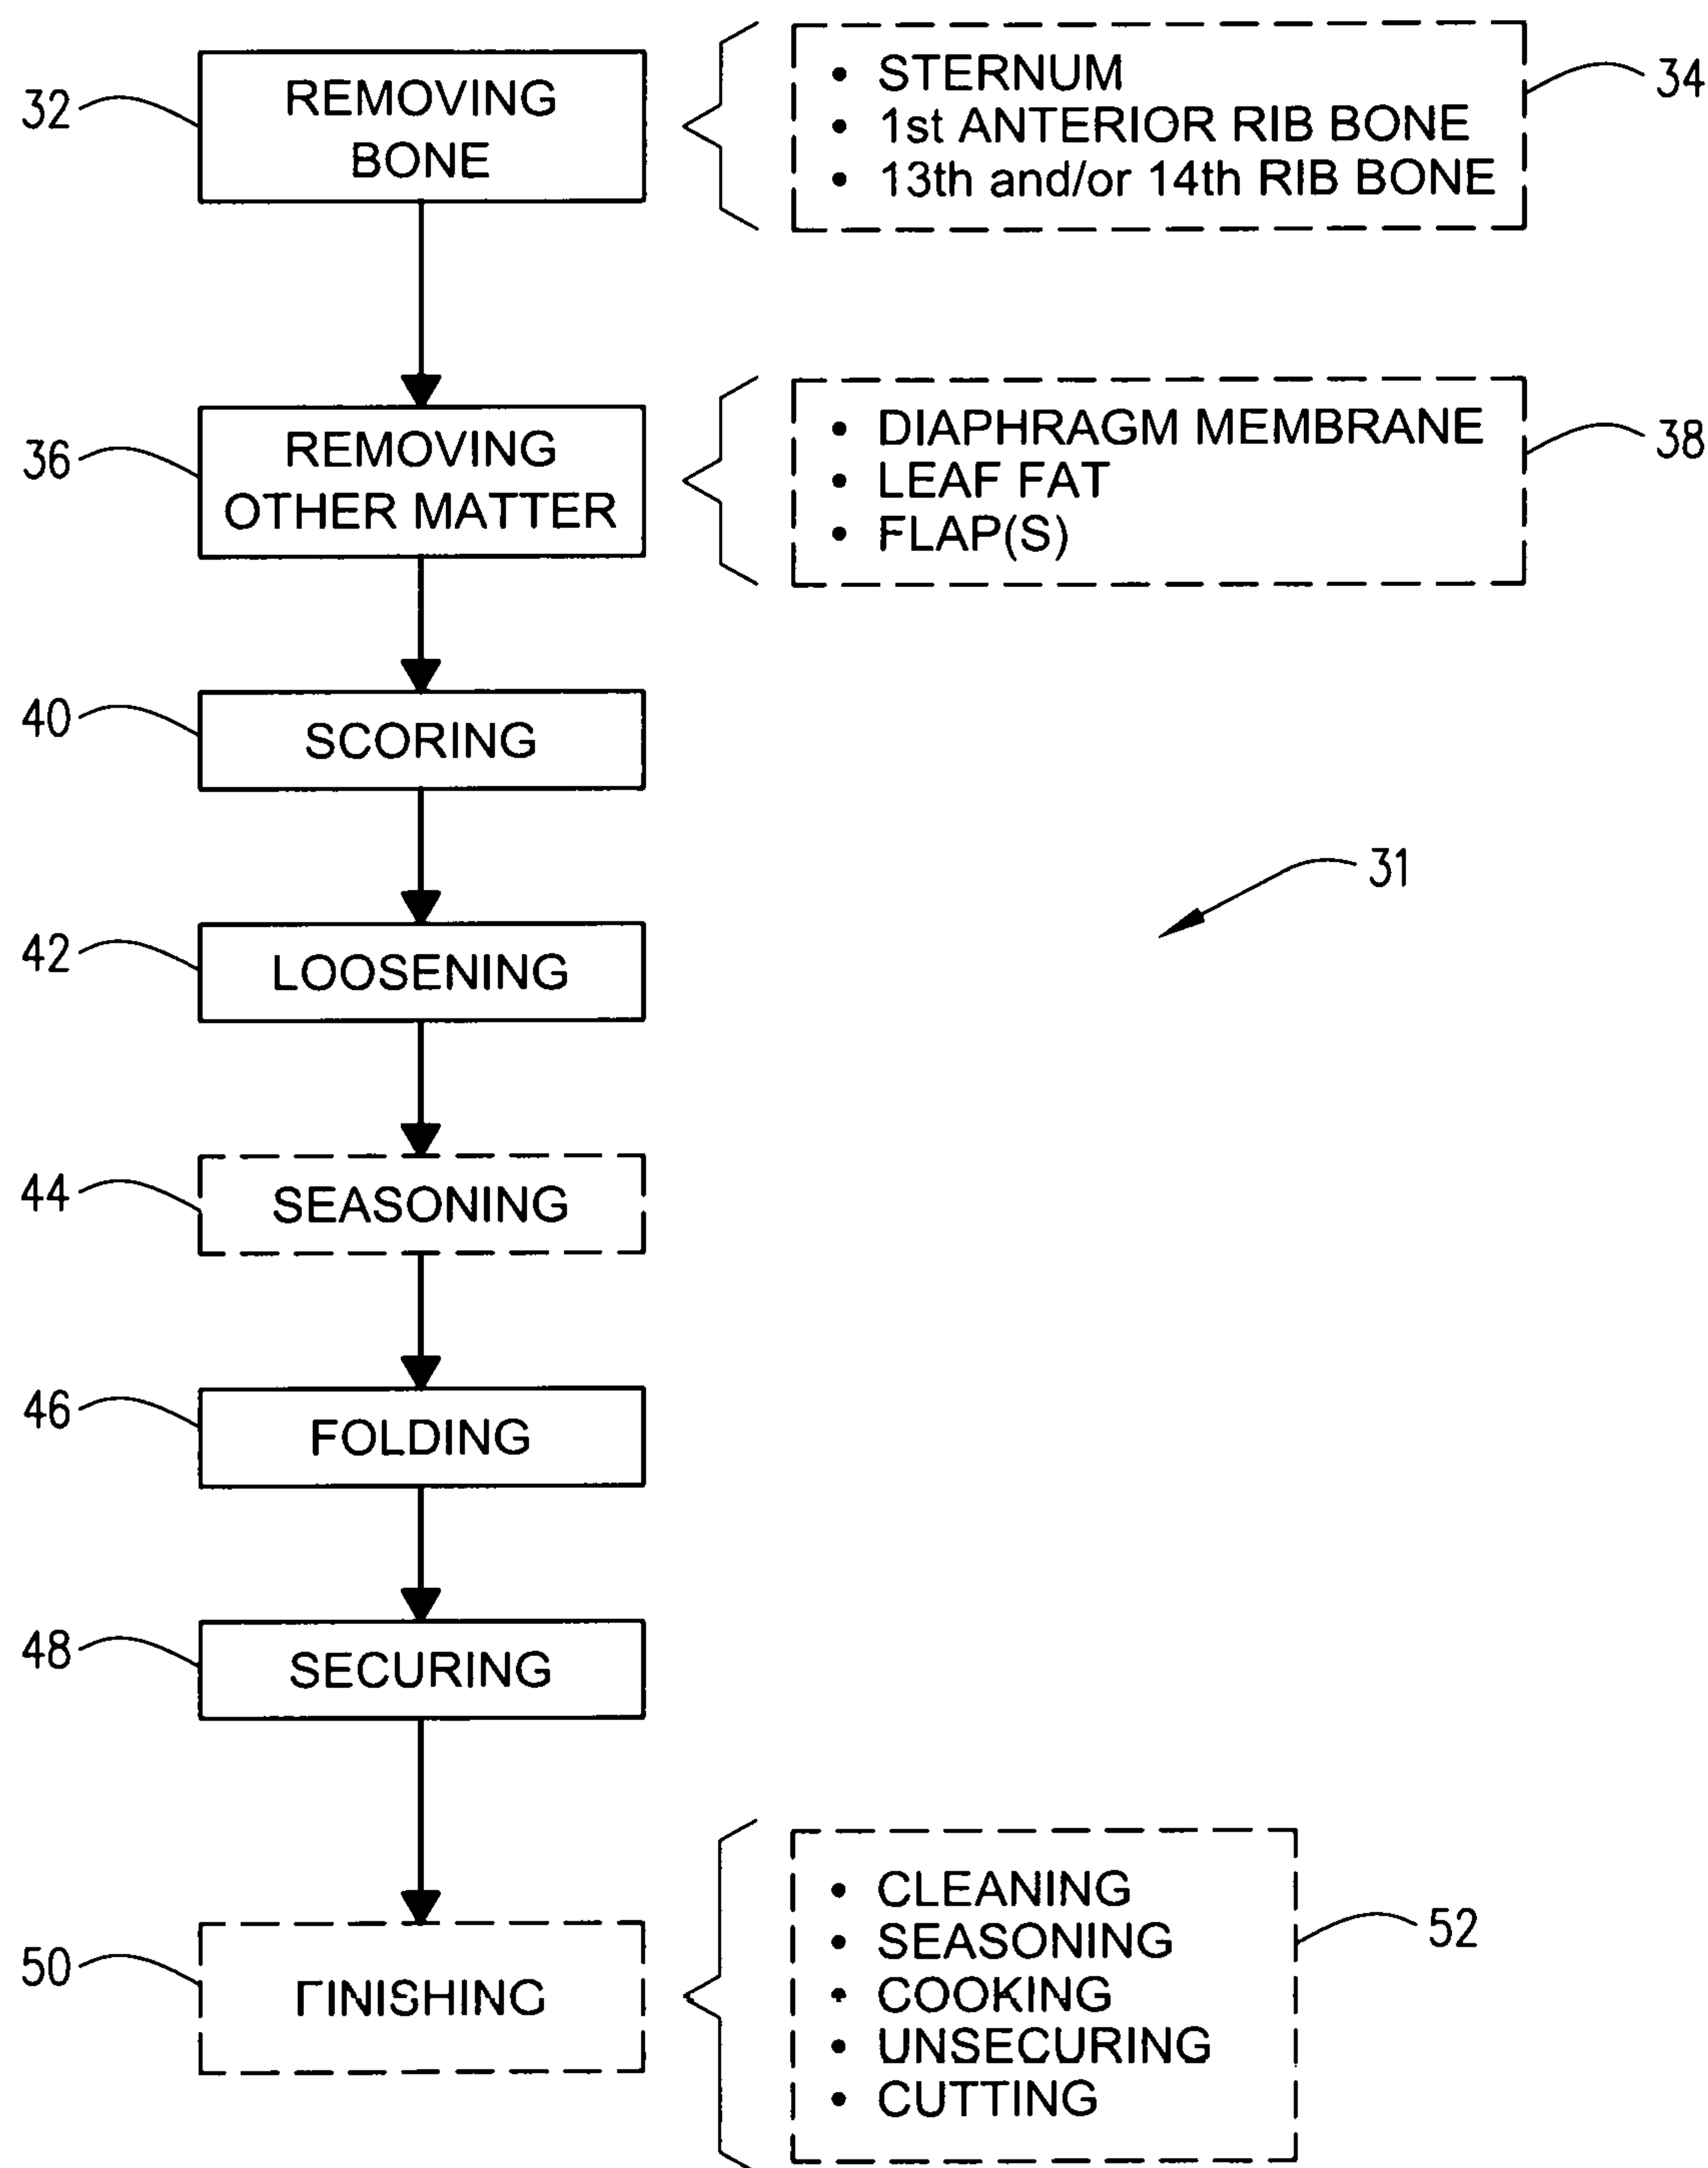 32
REMOVING
BONE
• STERNUM
• 1st ANTERIOR RIB BONE
• 13th and/or 14th RIB BONE
34
36
REMOVING
OTHER MATTER
• DIAPHRAGM MEMBRANE
• LEAF FAT
• FLAP(S)
38
40
SCORING
31
42
LOOSENING
44
SEASONING
46
FOLDING
48
SECURING
50
FINISHING
• CLEANING
• SEASONING
• COOKING
• UNSECURING
• CUTTING
52